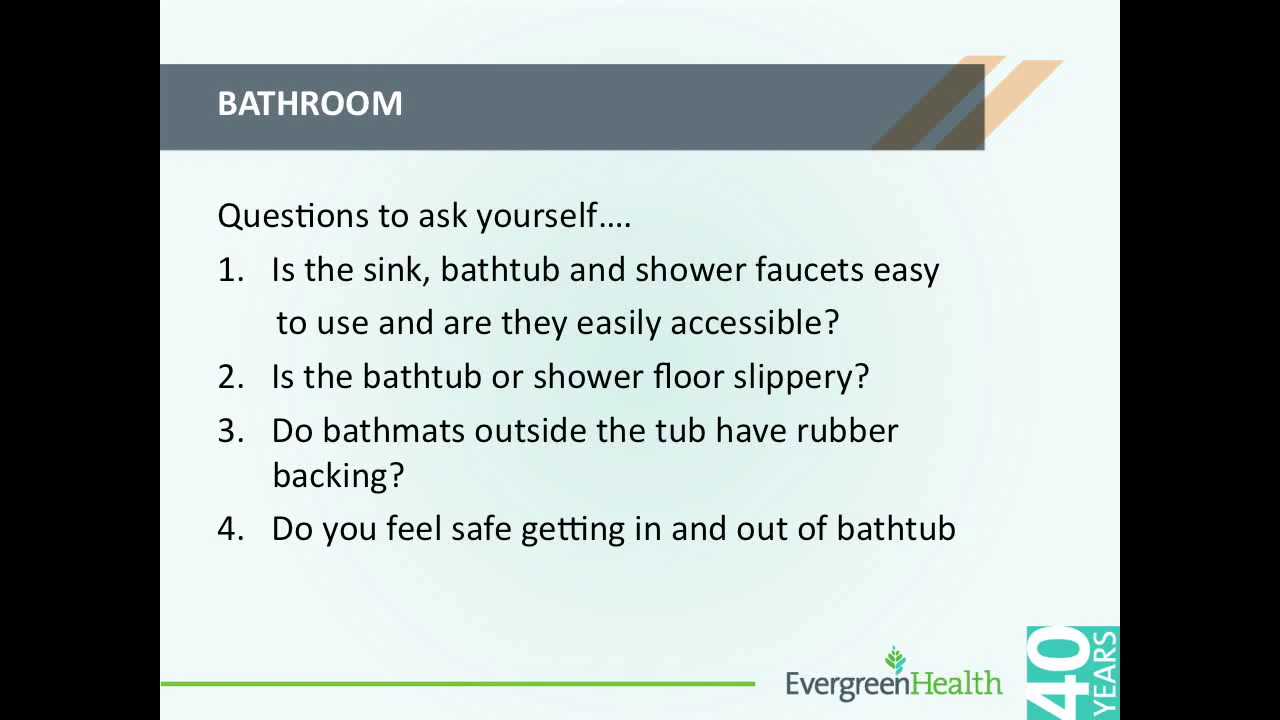 BATHROOM
Questions to ask yourself....
1. Is the sink, bathtub and shower faucets easy
to use and are they easily accessible?
2. Is the bathtub or shower floor slippery?
3. Do bathmats outside the tub have rubber
backing?
4. Do you feel safe getting in and out of bathtub
EvergreenHealth
40
YEARS